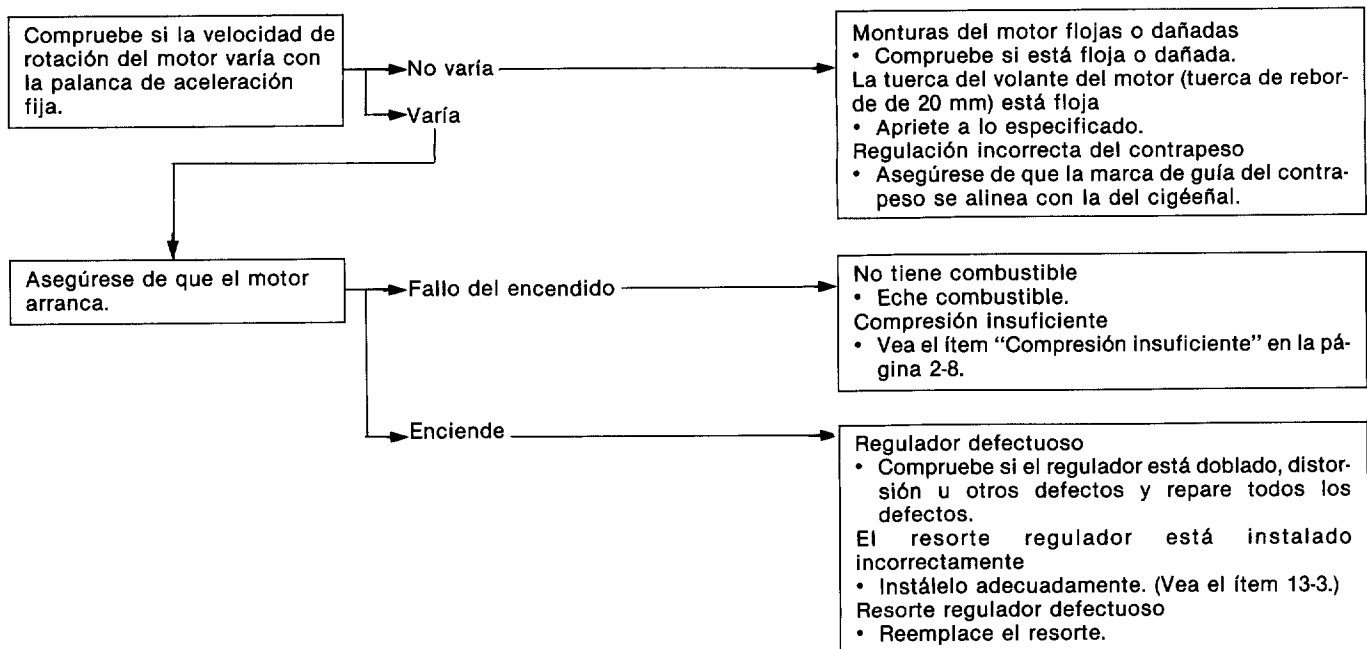 Compruebe si la velocidad de
rotación del motor varía con
la palanca de aceleración
fija.
No varía
Varía
Monturas del motor flojas o dañadas
• Compruebe si está floja o dañada.
La tuerca del volante del motor (tuerca de rebor-
de de 20 mm) está floja
• Apriete a lo especificado.
Regulación incorrecta del contrapeso
• Asegúrese de que la marca de guía del contra-
peso se alinea con la del cigéeñal.
Asegúrese de que el motor
arranca.
Fallo del encendido
No tiene combustible
• Eche combustible.
Compresión insuficiente
• Vea el ítem “Compresión insuficiente” en la pá-
gina 2-8.
Enciende
Regulador defectuoso
• Compruebe si el regulador está doblado, distor-
sión u otros defectos y repare todos los
defectos.
El resorte regulador está instalado
incorrectamente
• Instálelo adecuadamente. (Vea el ítem 13-3.)
Resorte regulador defectuoso
• Reemplace el resorte.